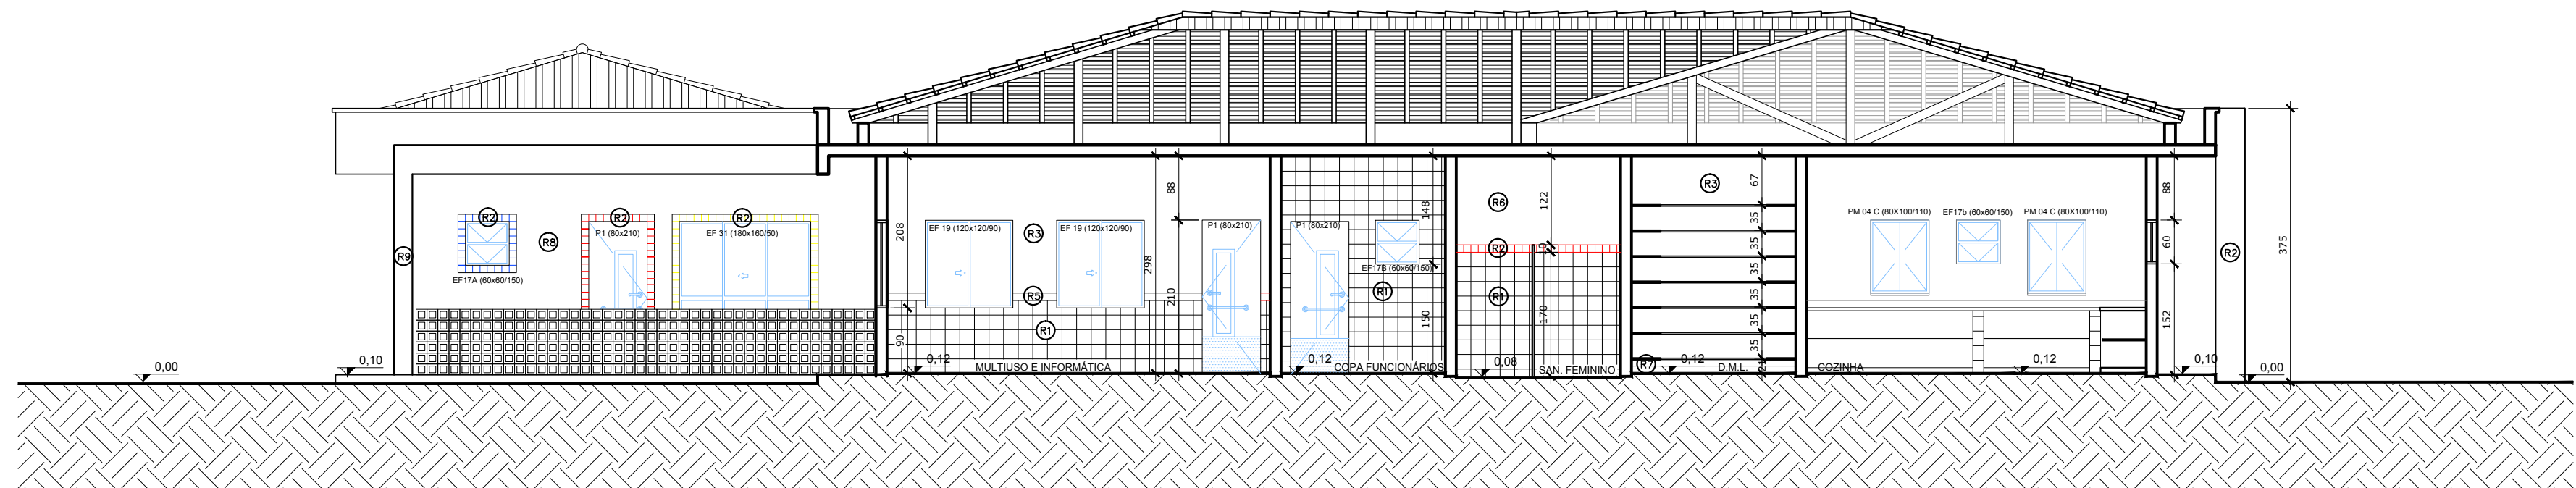 R2
R2
R2
P1 (80x210)
EF 31 (180x160/50)
R8
R9
EF17A (60x60/150)
0,00
0,10
208
90
0,12
EF 19 (120x120/90)
R3
EF 19 (120x120/90)
R5
R1
298
88
210
P1 (80x210)
MULTIUSO E INFORMÁTICA
P1 (80x210)
148
EF17B (60x60/150)
R1
150
0,12
COPA FUNCIONÁRIOS
R6
122
R2
10
R1
170
0,08
SAN. FEMININO
R3
67
35
35
35
35
35
35
21
R7
0,12
D.M.L.
PM 04 C (80X100/110)
EF17b (60x60/150)
PM 04 C (80X100/110)
COZINHA
0,12
88
60
152
0,10
R2
375
0,00